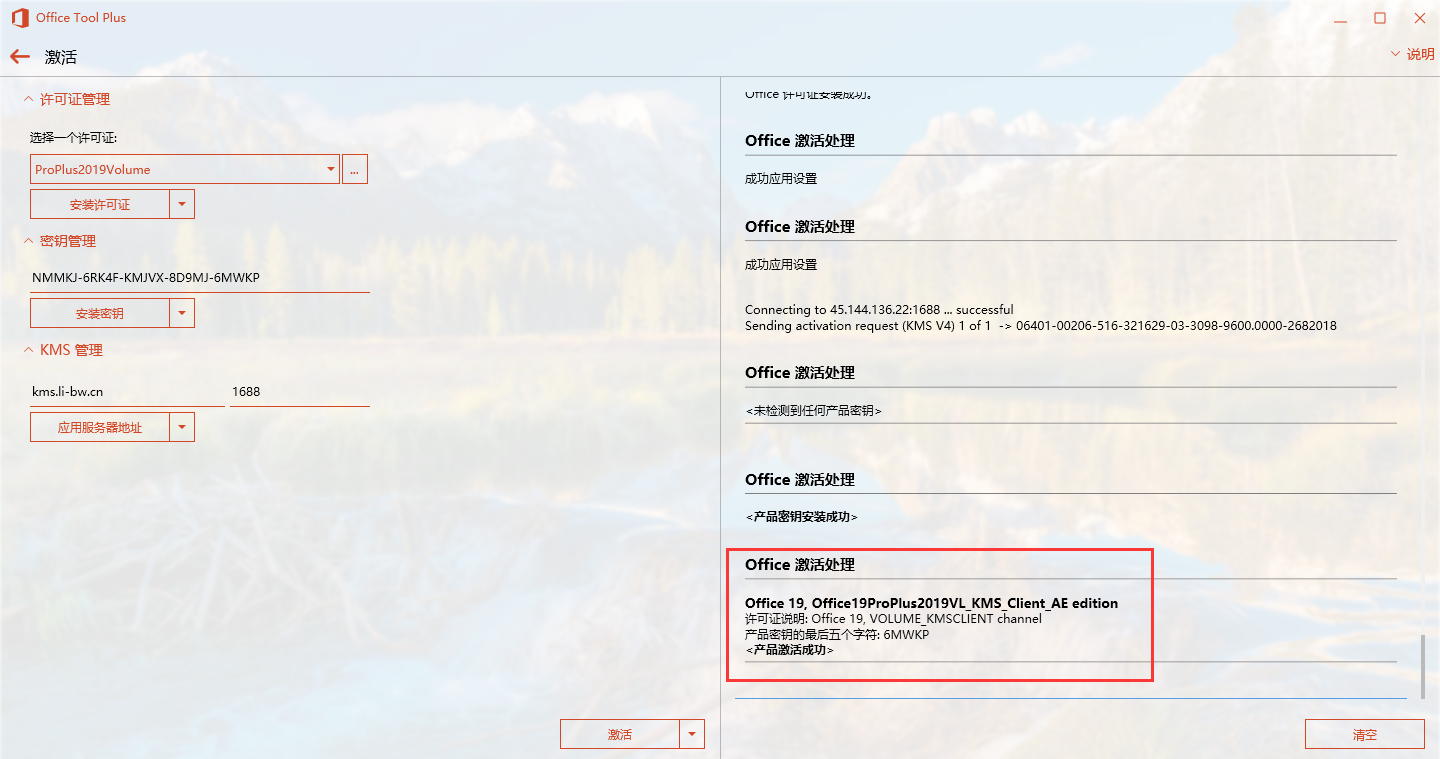 Office Tool Plus
激活
说明
许可证管理
选择一个许可证:
ProPlus2019Volume
...
安装许可证
密钥管理
NMMKJ-6RK4F-KMJVX-8D9MJ-6MWKP
安装密钥
KMS 管理
kms.li-bw.cn
1688
应用服务器地址
激活
Office 许可证安装成功。
Office 激活处理
成功应用设置
Office 激活处理
成功应用设置
Connecting to 45.144.136.22:1688 ... successful
Sending activation request (KMS V4) 1 of 1 -> 06401-00206-516-321629-03-3098-9600.0000-2682018
Office 激活处理
<未检测到任何产品密钥>
Office 激活处理
<产品密钥安装成功>
Office 激活处理
Office 19, Office19ProPlus2019VL_KMS_Client_AE edition
许可证说明: Office 19, VOLUME_KMSCLIENT channel
产品密钥的最后五个字符: 6MWKP
<产品激活成功>
清空